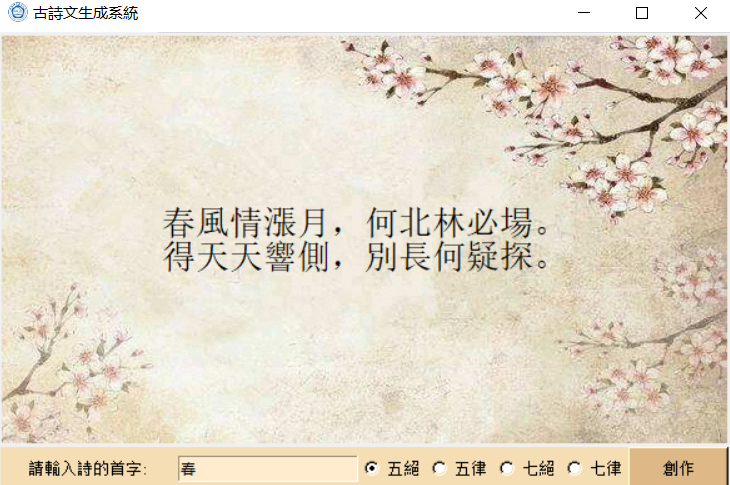 古詩文生成系統
春風情漲月，何北林必場。
得天天響側，別長何疑探。
請輸入詩的首字: 春 五絕 五律 七絕 七律 創作